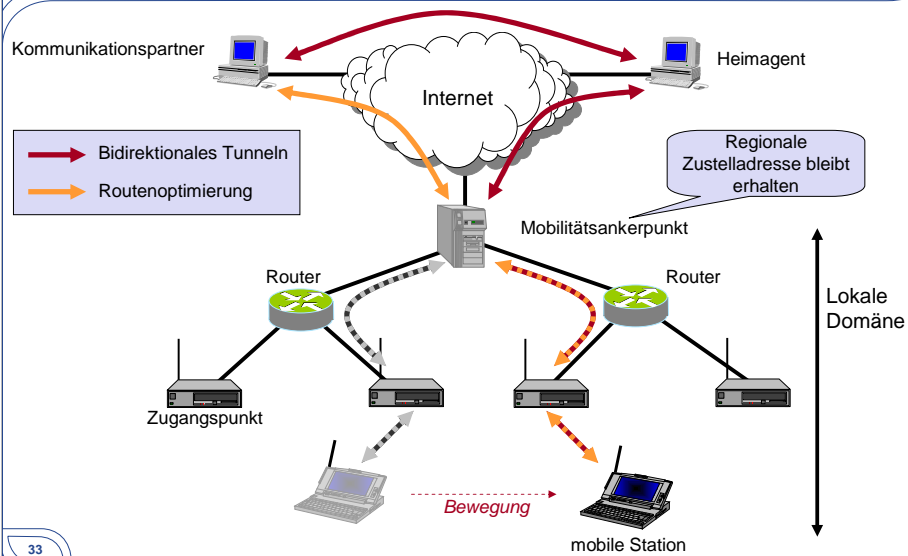 Kommunikationspartner
Heimagent
Internet
Bidirektionales Tunneln
Routenoptimierung
Regionale
Zustelladresse bleibt
erhalten
Mobilitätsankerpunkt
Router
Router
Lokale
Domäne
Zugangspunkt
Bewegung
mobile Station
33